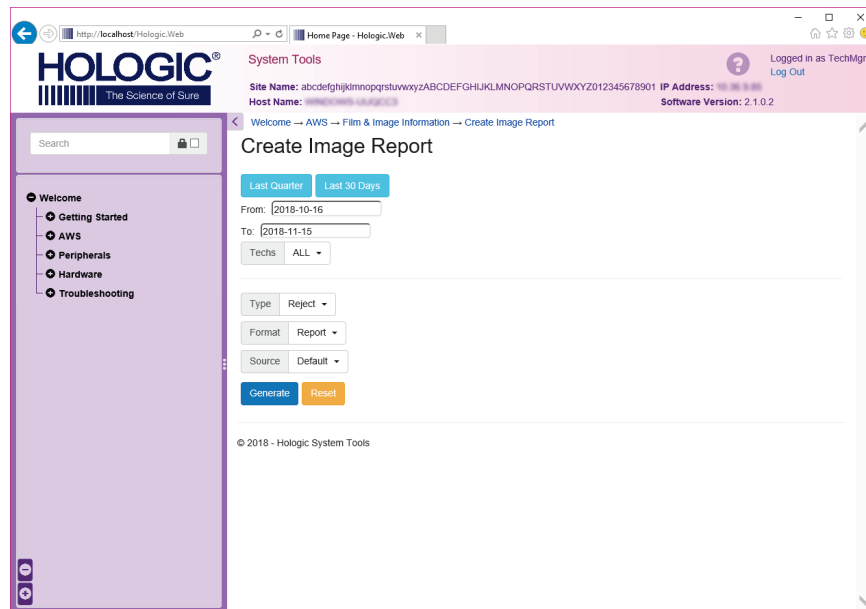 http://localhost/Hologic.Web
Home Page - Hologic.Web
HOLOGIC®
The Science of Sure
System Tools
Logged in as TechMgr
Log Out
Site Name: abcdefghijklmnopqrstuvwxyzABCDEFGHIJKLMNOPQRSTUVWXYZ012345678901 IP Address:
Host Name:
Software Version: 2.1.0.2
Welcome → AWS → Film & Image Information → Create Image Report
Search
Create Image Report
Last Quarter
Last 30 Days
From: 2018-10-16
To: 2018-11-15
Techs ALL
Welcome
Getting Started
AWS
Peripherals
Hardware
Troubleshooting
Type Reject
Format Report
Source Default
Generate
Reset
© 2018 - Hologic System Tools